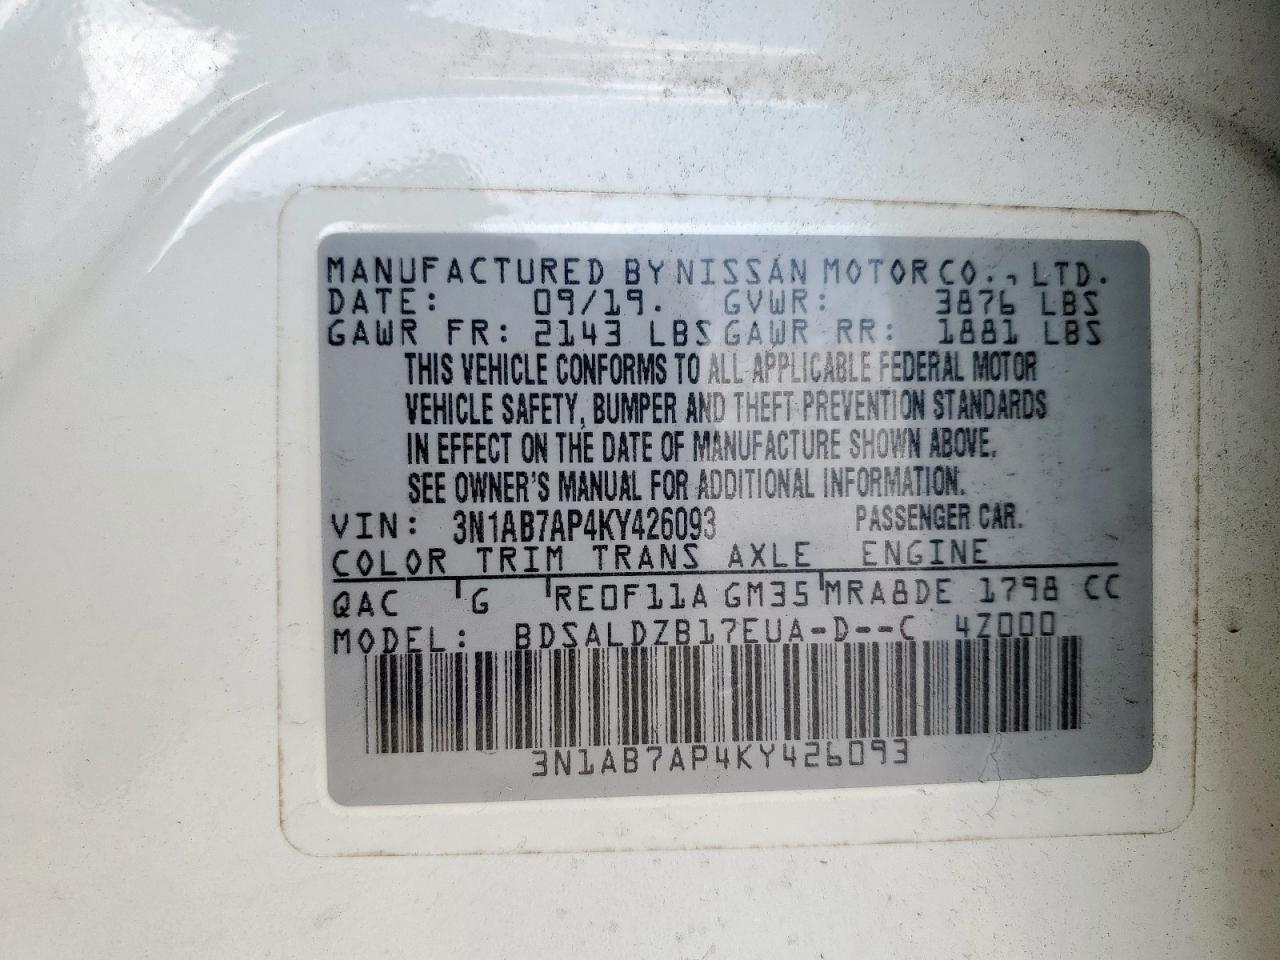 MANUFACTURED BY NISSAN MOTOR CO., LTD.
DATE: 09/19. GVWR: 3876 LBS
GAWR FR: 2143 LBS GAWR RR: 1881 LBS
THIS VEHICLE CONFORMS TO ALL APPLICABLE FEDERAL MOTOR
VEHICLE SAFETY, BUMPER AND THEFT PREVENTION STANDARDS
IN EFFECT ON THE DATE OF MANUFACTURE SHOWN ABOVE.
SEE OWNER'S MANUAL FOR ADDITIONAL INFORMATION.
VIN: 3N1AB7AP4KY426093 PASSENGER CAR.
COLOR TRIM TRANS AXLE ENGINE
QAC G RE0F11A GM35 MRA8DE 1798 CC
MODEL: BDSALDZB17EUA-D--C 4Z000
3N1AB7AP4KY426093